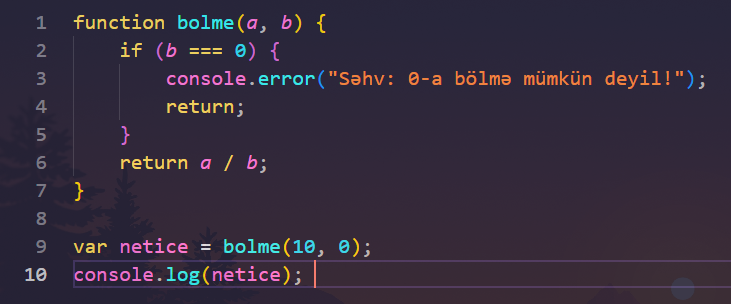 1 function bolme(a, b) {
2     if (b === 0) {
3         console.error("Səhv: 0-a bölmə mümkün deyil!");
4         return;
5     }
6     return a / b;
7 }
8
9 var netice = bolme(10, 0);
10 console.log(netice);